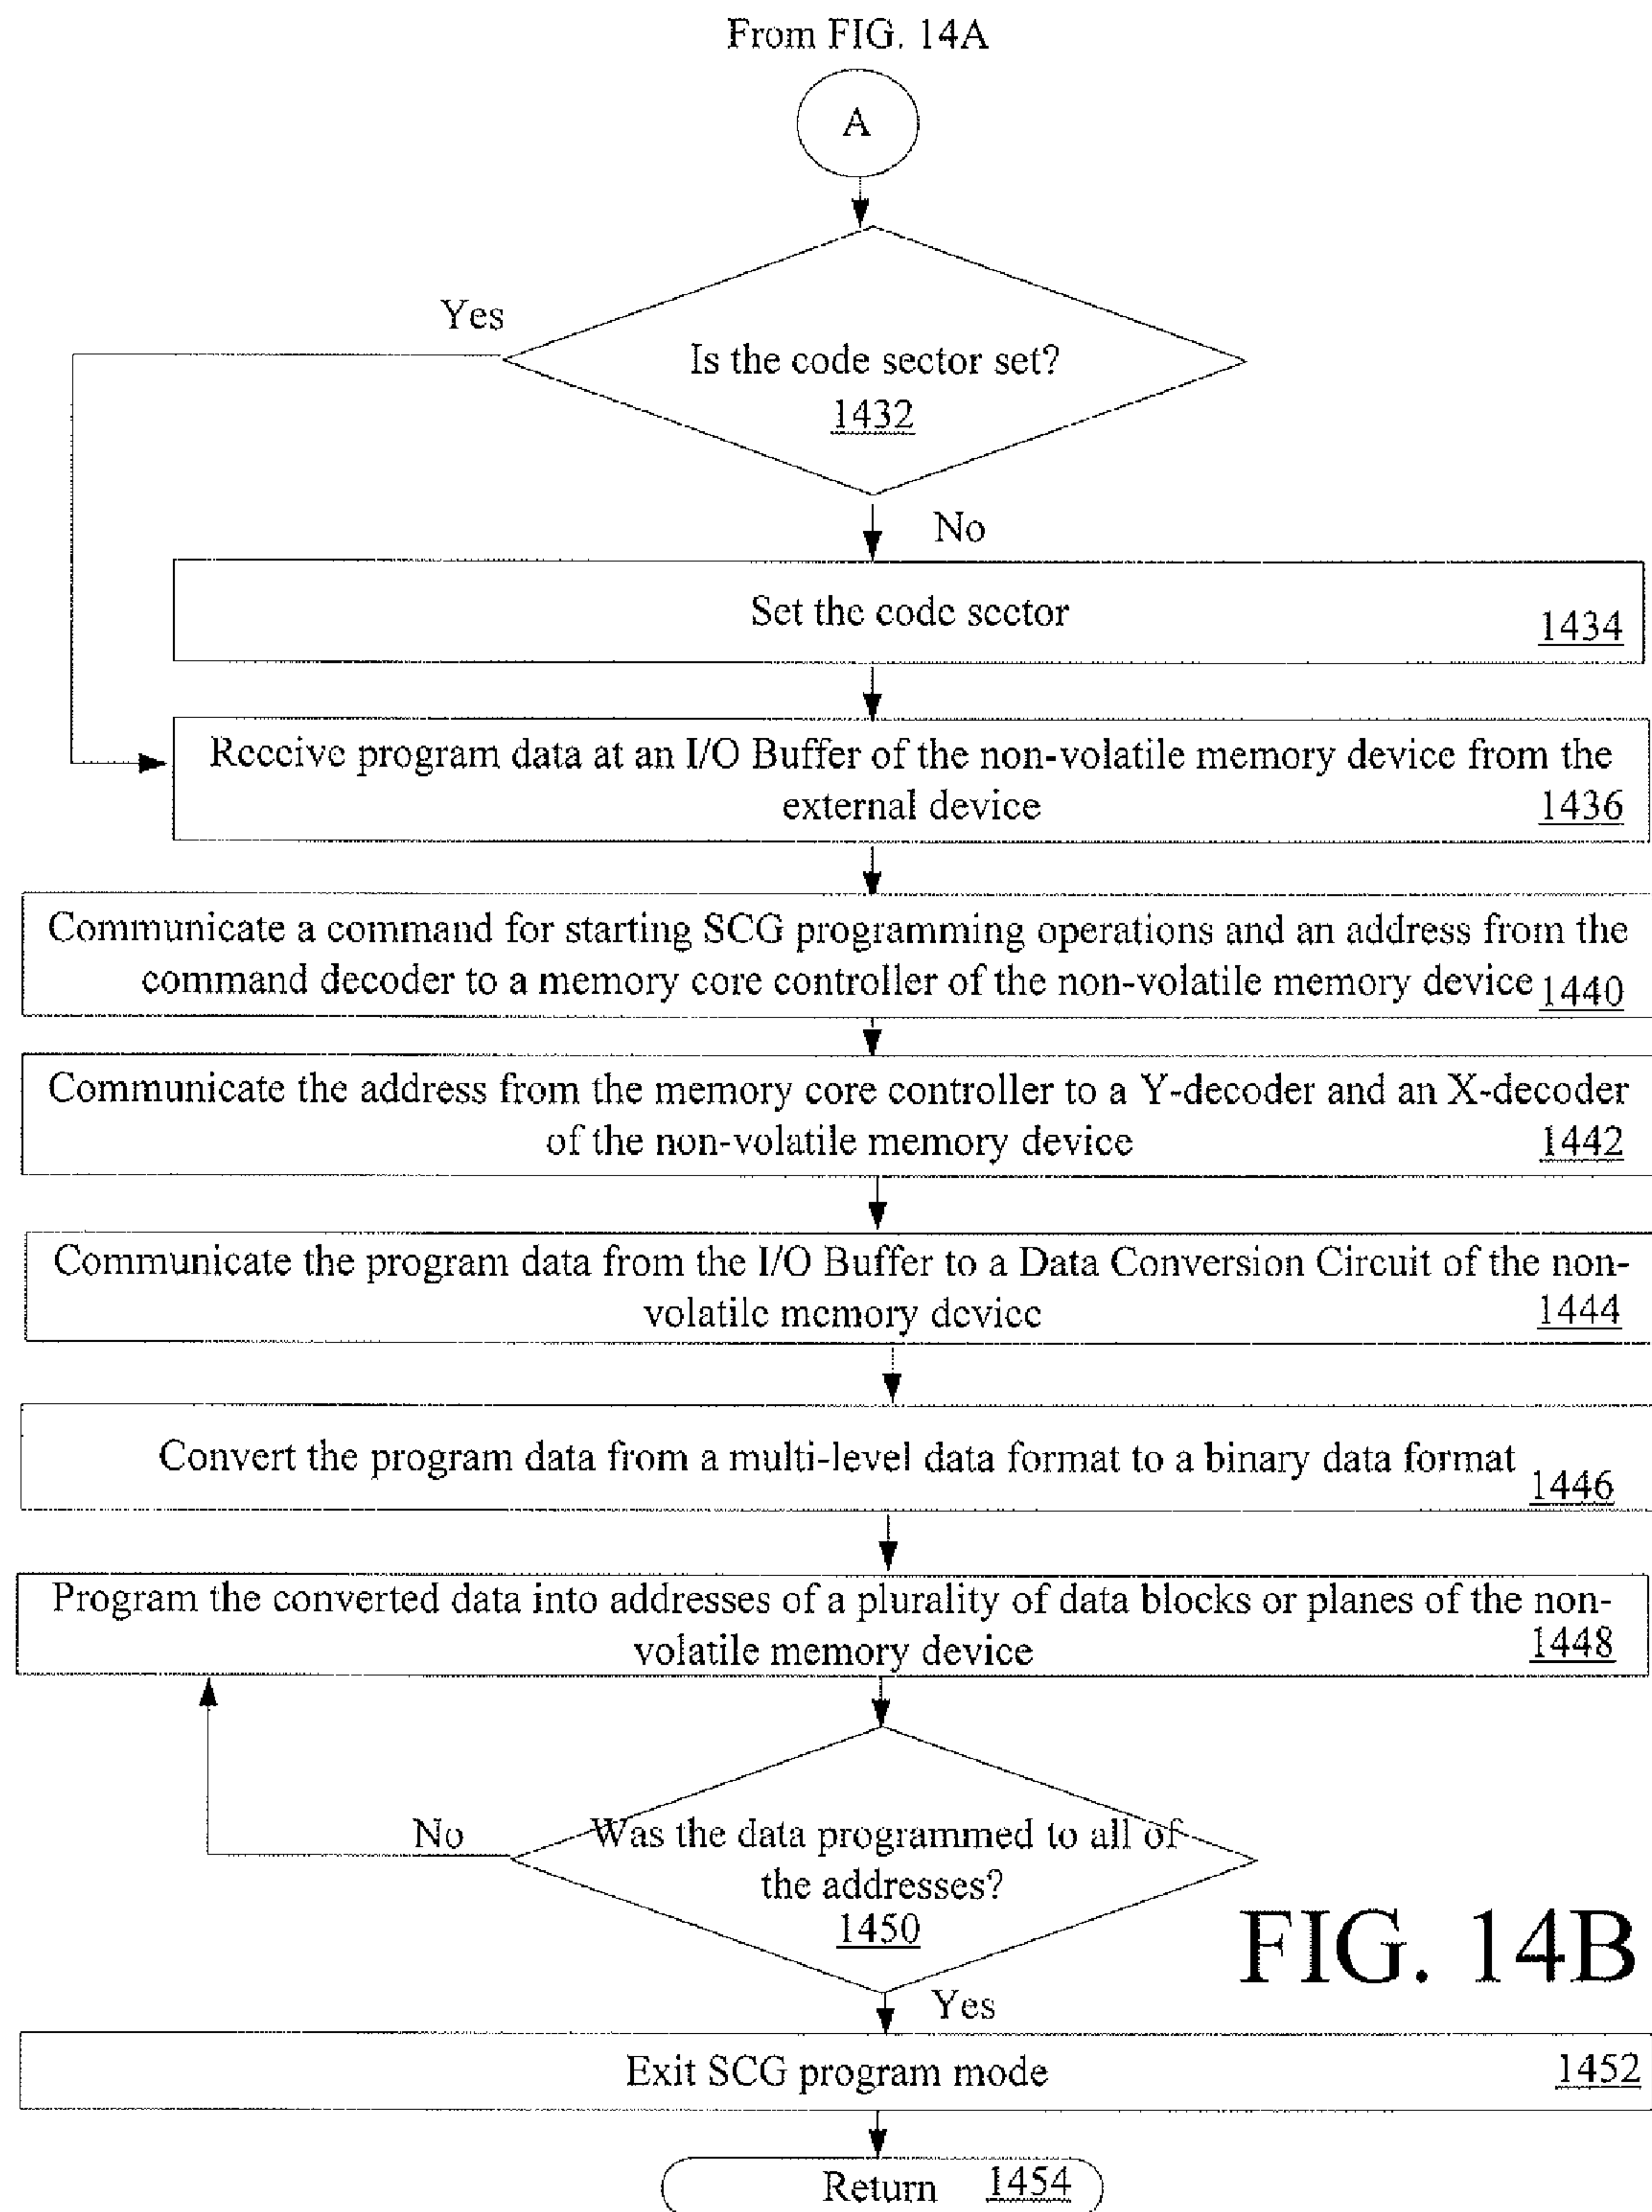 From FIG. 14A
A
Yes
Is the code sector set?
1432
No
Set the code sector
1434
Receive program data at an I/O Buffer of the non-volatile memory device from the
external device
1436
Communicate a command for starting SCG programming operations and an address from the
command decoder to a memory core controller of the non-volatile memory device 1440
Communicate the address from the memory core controller to a Y-decoder and an X-decoder
of the non-volatile memory device
1442
Communicate the program data from the I/O Buffer to a Data Conversion Circuit of the non-
volatile memory device
1444
Convert the program data from a multi-level data format to a binary data format
1446
Program the converted data into addresses of a plurality of data blocks or planes of the non-
volatile memory device
1448
No
Was the data programmed to all of
the addresses?
1450
FIG. 14B
Yes
Exit SCG program mode
1452
Return 1454